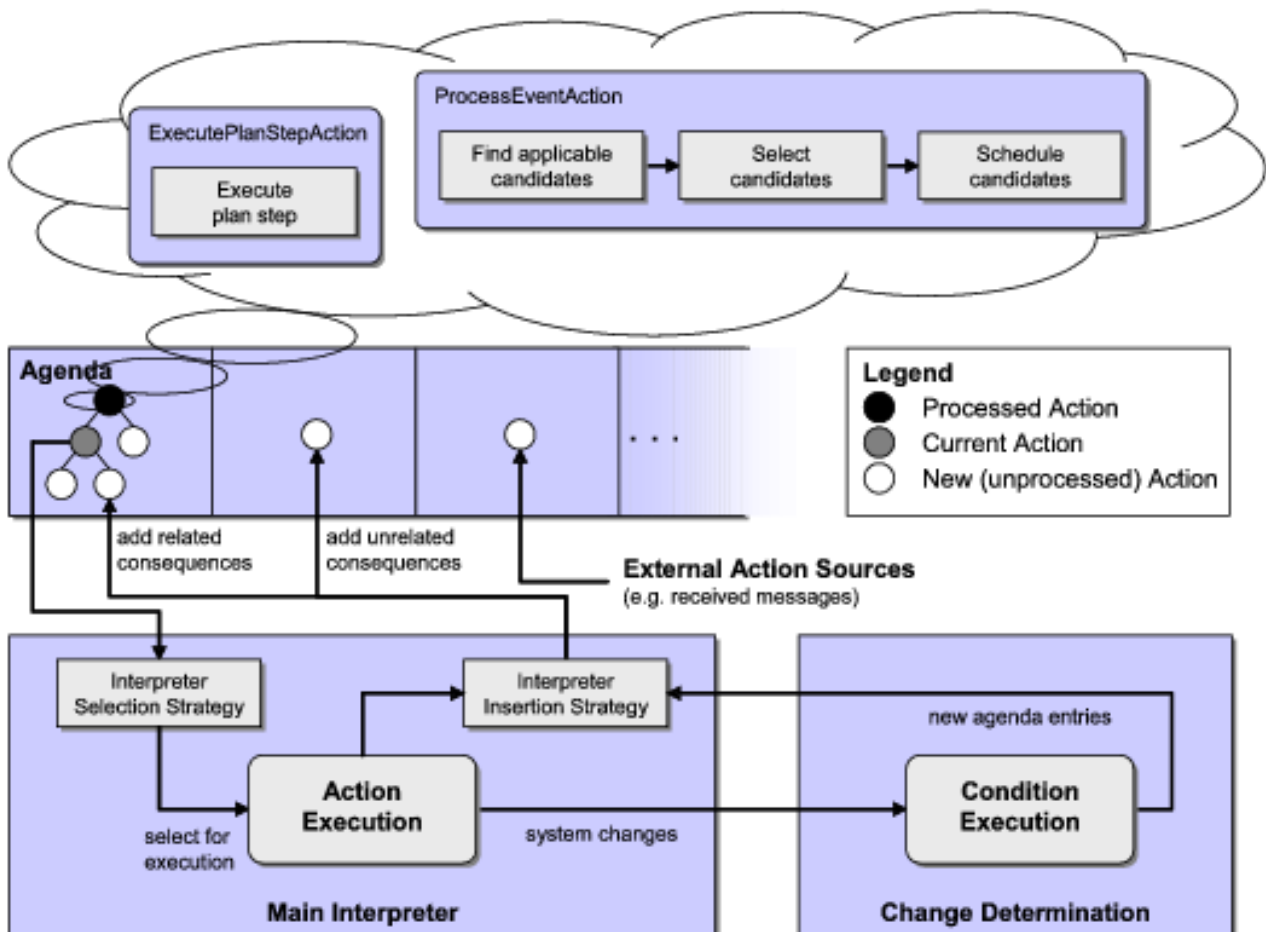 ProcessEventAction
ExecutePlanStepAction
Find applicable
candidates
Select
candidates
Schedule
candidates
Execute
plan step
Agenda
. . .
Legend
Processed Action
Current Action
New (unprocessed) Action
add related
consequences
add unrelated
consequences
External Action Sources
(e.g. received messages)
Interpreter
Selection Strategy
Interpreter
Insertion Strategy
new agenda entries
Action
Execution
Condition
Execution
select for
execution
system changes
Main Interpreter
Change Determination